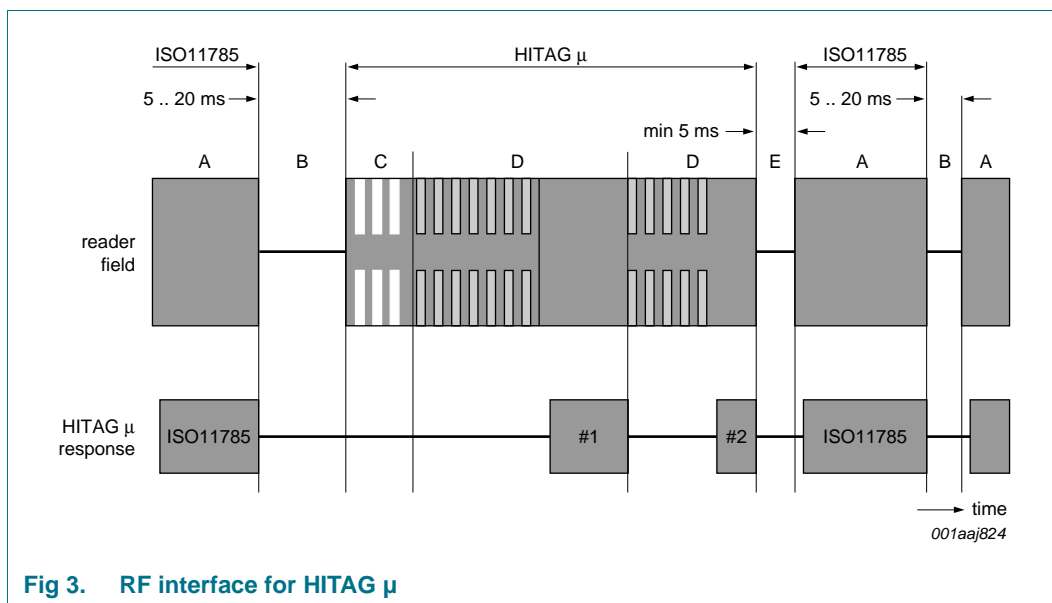 ISO11785 HITAG μ ISO11785
5 .. 20 ms 5 .. 20 ms
min 5 ms
A B C D D E A B A
reader
field
HITAG μ
response
ISO11785 #1 #2 ISO11785
time
001aaj824
Fig 3. RF interface for HITAG μ